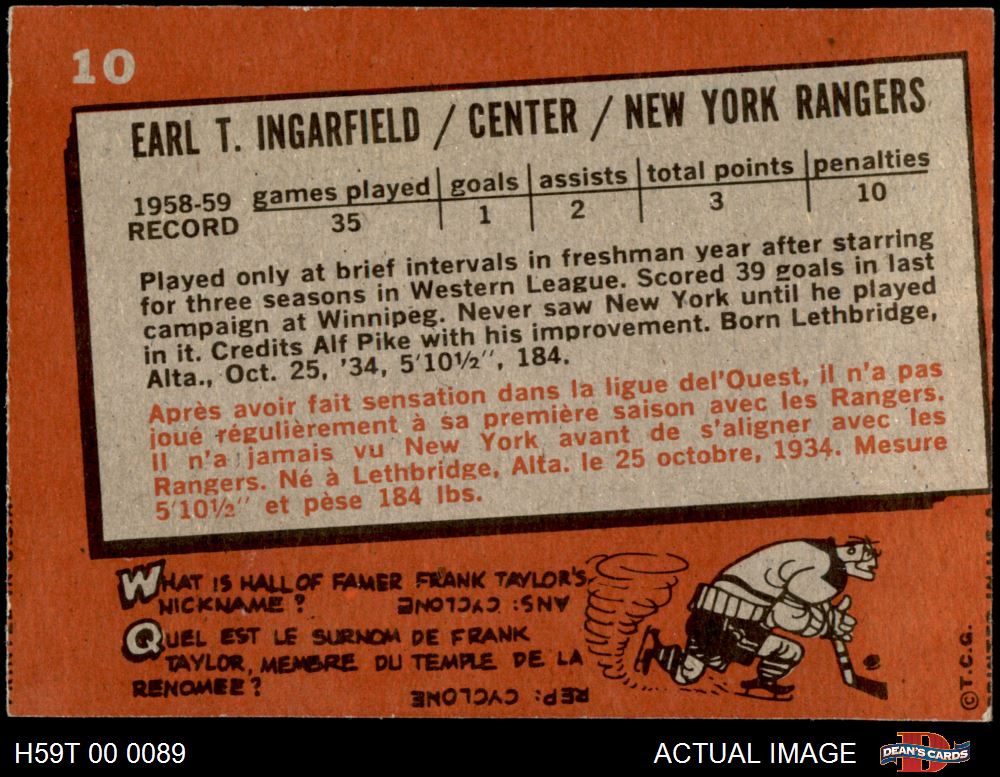 10
EARL T. INGARFIELD / CENTER / NEW YORK RANGERS
games played goals assists total points penalties
1958-59 RECORD 35 1 2 3 10
Played only at brief intervals in freshman year after starring
for three seasons in Western League. Scored 39 goals in last
campaign at Winnipeg. Never saw New York until he played
in it. Credits Alf Pike with his improvement. Born Lethbridge,
Alta., Oct. 25, '34, 5'10½", 184.
Après avoir fait sensation dans la ligue del'Ouest, il n'a pas
joué régulièrement à sa première saison avec les Rangers.
Il n'a jamais vu New York avant de s'aligner avec les
Rangers. Né à Lethbridge, Alta. le 25 octobre, 1934. Mesure
5'10½" et pèse 184 lbs.
WHAT IS HALL OF FAMER FRANK TAYLOR'S
NICKNAME ? ANS: CYCLONE
QUEL EST LE SURNOM DE FRANK
TAYLOR, MEMBRE DU TEMPLE DE LA
RENOMEE ? REP: CYCLONE
© T.C.G.
H59T 00 0089
ACTUAL IMAGE
DEAN'S CARDS